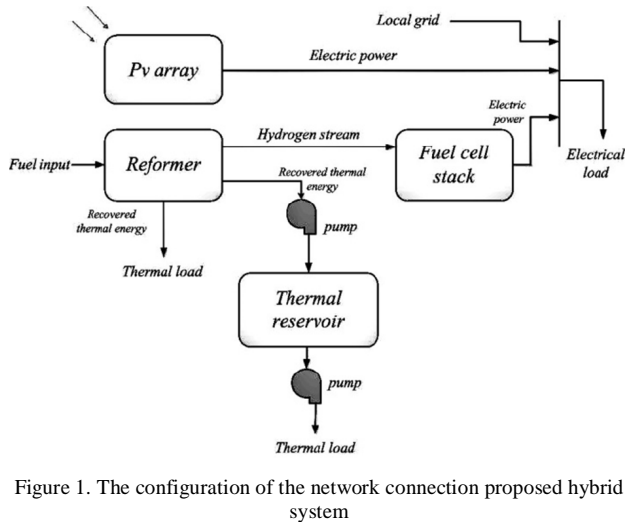 Local grid
Pv array
Electric power
Electric
power
Hydrogen stream
Fuel input
Reformer
Fuel cell
stack
Electrical
load
Recovered thermal
energy
Recovered
thermal energy
pump
Thermal load
Thermal
reservoir
pump
Thermal load
Figure 1. The configuration of the network connection proposed hybrid
system